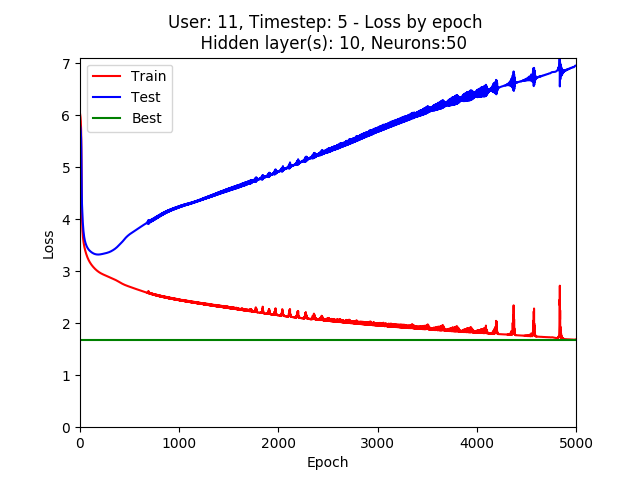 User: 11, Timestep: 5 - Loss by epoch
Hidden layer(s): 10, Neurons:50
Train
Test
Best
7
6
5
4
3
2
1
0
Loss
0
1000
2000
3000
4000
5000
Epoch